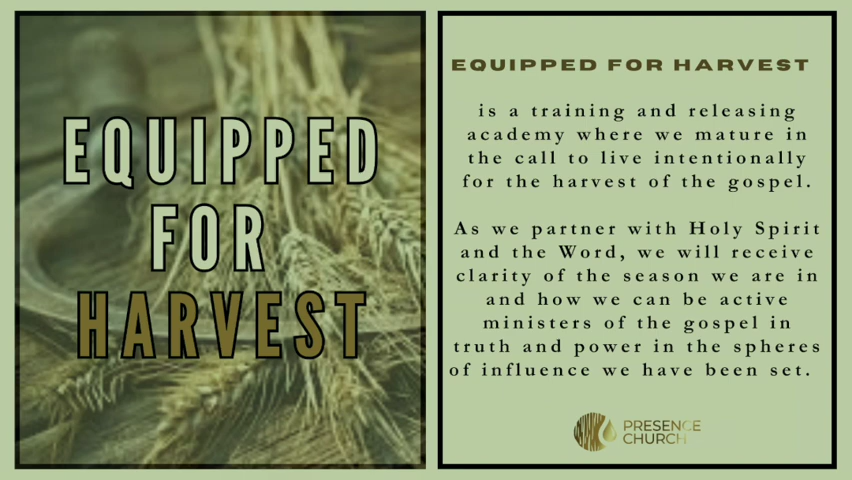 EQUIPPED
FOR
HARVEST
EQUIPPED FOR HARVEST
is a training and releasing
academy where we mature in
the call to live intentionally
for the harvest of the gospel.
As we partner with Holy Spirit
and the Word, we will receive
clarity of the season we are in
and how we can be active
ministers of the gospel in
truth and power in the spheres
of influence we have been set.
PRESENCE
CHURCH